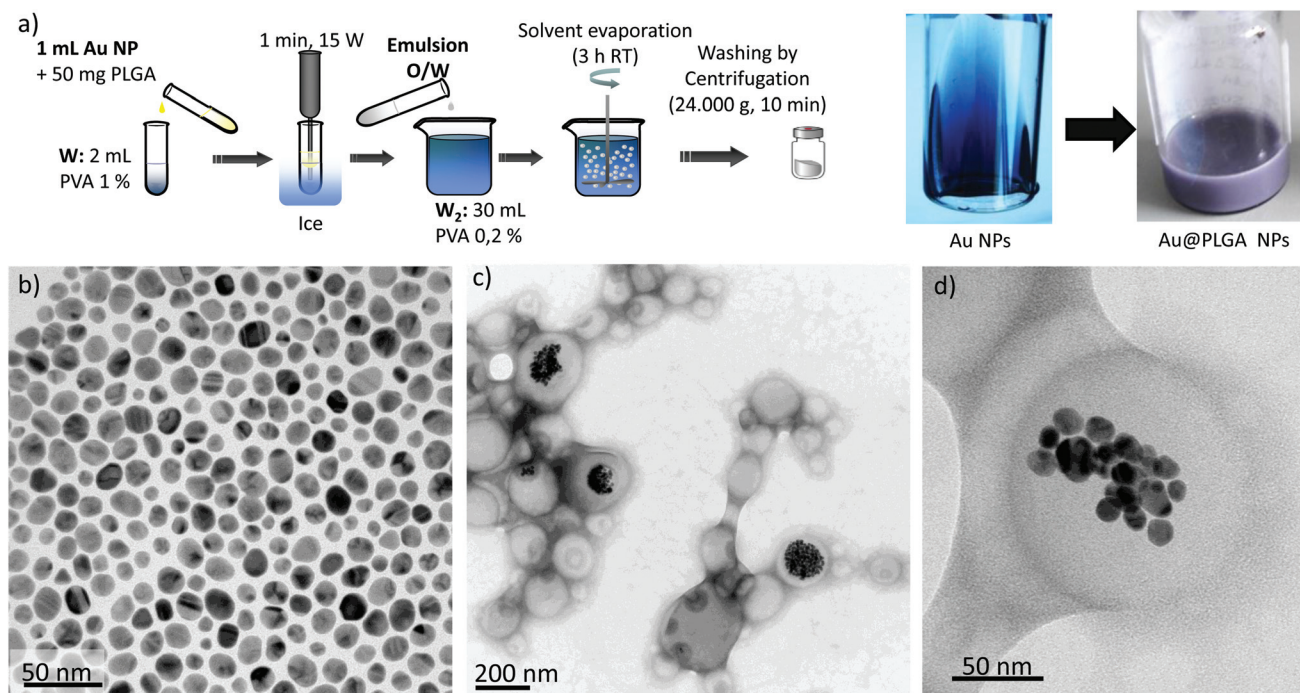 a)
1 mL Au NP
+ 50 mg PLGA
W: 2 mL
PVA 1 %
1 min, 15 W
Ice
Emulsion
O/W
W₂: 30 mL
PVA 0,2 %
Solvent evaporation
(3 h RT)
Washing by
Centrifugation
(24.000 g, 10 min)
Au NPs
Au@PLGA NPs
b)
50 nm
c)
200 nm
d)
50 nm